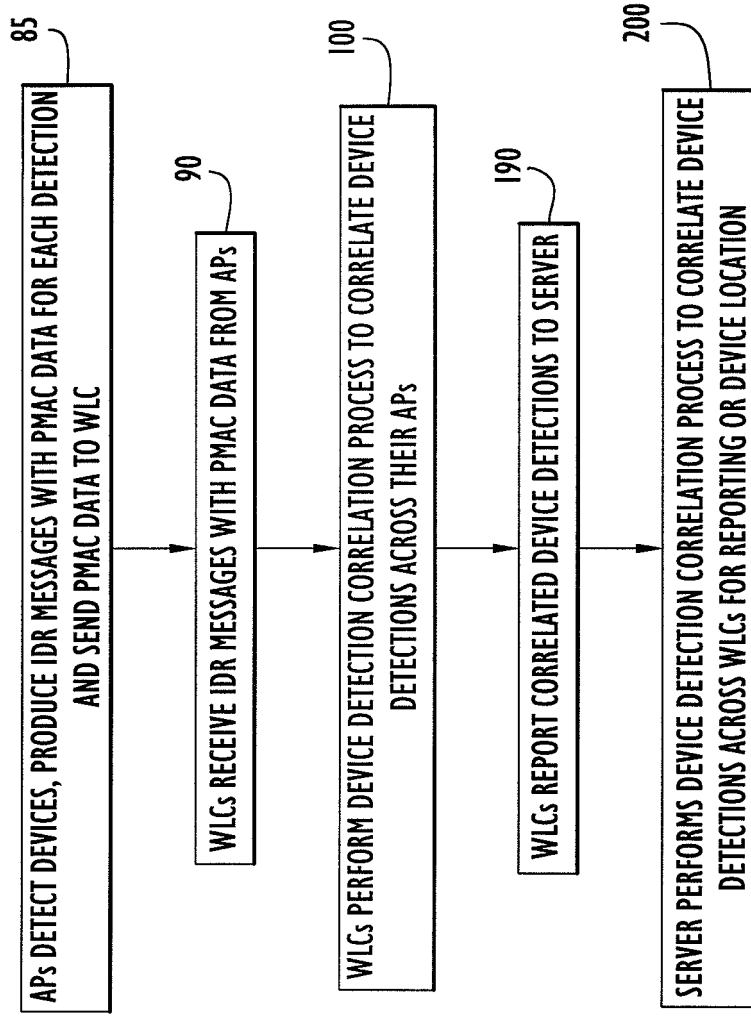 85
APs DETECT DEVICES, PRODUCE IDR MESSAGES WITH PMAC DATA FOR EACH DETECTION
AND SEND PMAC DATA TO WLC
90
WLCs RECEIVE IDR MESSAGES WITH PMAC DATA FROM APs
100
WLCs PERFORM DEVICE DETECTION CORRELATION PROCESS TO CORRELATE DEVICE
DETECTIONS ACROSS THEIR APs
190
WLCs REPORT CORRELATED DEVICE DETECTIONS TO SERVER
200
SERVER PERFORMS DEVICE DETECTION CORRELATION PROCESS TO CORRELATE DEVICE
DETECTIONS ACROSS WLCs FOR REPORTING OR DEVICE LOCATION